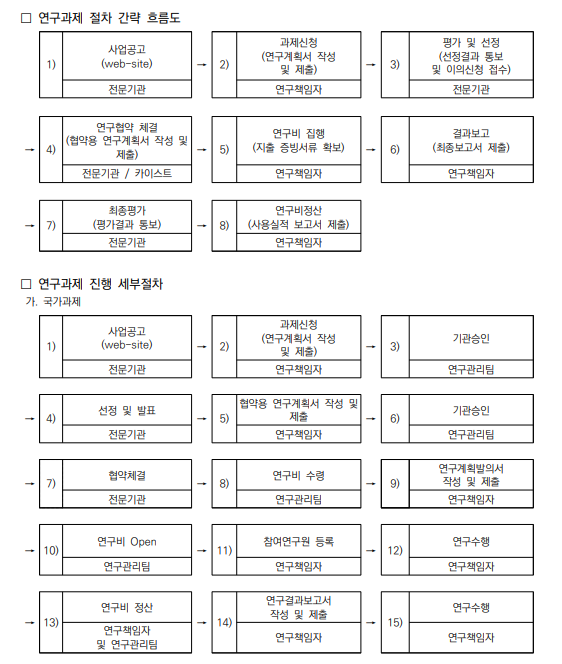 □ 연구과제 절차 간략 흐름도
1)
사업공고
(web-site)
전문기관
→
2)
과제신청
(연구계획서 작성
및 제출)
연구책임자
→
3)
평가 및 선정
(선정결과 통보
및 이의신청 접수)
전문기관
→
4)
연구협약 체결
(협약용 연구계획서 작성 및
제출)
전문기관 / 카이스트
→
5)
연구비 집행
(지출 증빙서류 확보)
연구책임자
→
6)
결과보고
(최종보고서 제출)
연구책임자
→
7)
최종평가
(평가결과 통보)
전문기관
→
8)
연구비정산
(사용실적 보고서 제출)
연구책임자
□ 연구과제 진행 세부절차
가. 국가과제
1)
사업공고
(web-site)
전문기관
→
2)
과제신청
(연구계획서 작성
및 제출)
연구책임자
→
3)
기관승인
연구관리팀
→
4)
선정 및 발표
전문기관
→
5)
협약용 연구계획서 작성 및
제출
연구책임자
→
6)
기관승인
연구관리팀
→
7)
협약체결
전문기관
→
8)
연구비 수령
연구관리팀
→
9)
연구계획발의서
작성 및 제출
연구책임자
→
10)
연구비 Open
연구관리팀
→
11)
참여연구원 등록
연구책임자
→
12)
연구수행
연구책임자
→
13)
연구비 정산
연구책임자
및 연구관리팀
→
14)
연구결과보고서
작성 및 제출
연구책임자
→
15)
연구수행
연구책임자